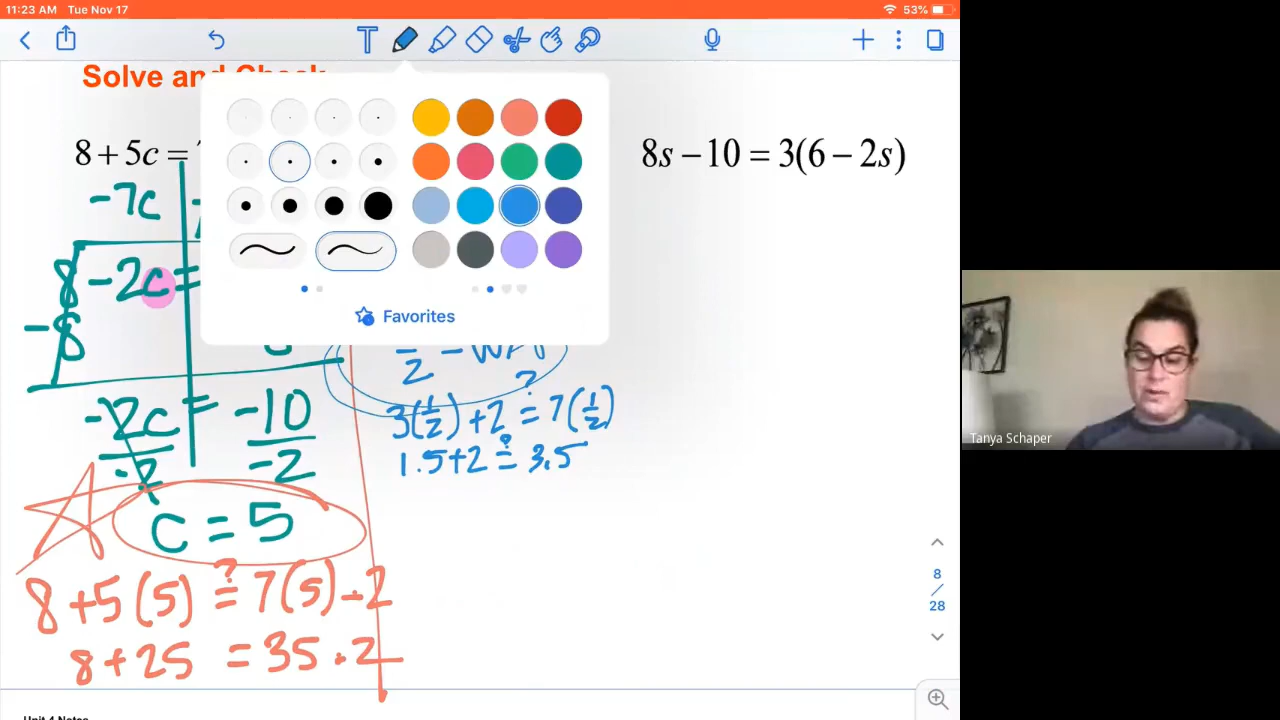 11:23 AM Tue Nov 17
53%
T
Solve and Check
8 + 5c =
8s − 10 = 3(6 − 2s)
-7c
8 -2c =
-8
-2c = -10
-2 -2
c = 5
3(1/2) + 2 ?= 7(1/2)
1.5+2 ?= 3.5
8 +5(5) ?= 7(5) - 2
8 + 25 = 35 - 2
Favorites
8
/
28
Unit 4 Notes
Tanya Schaper